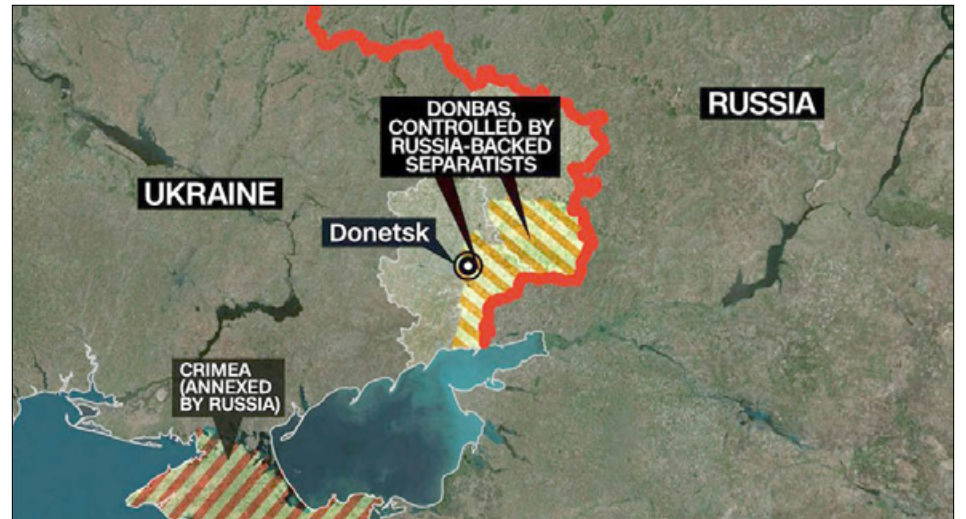 RUSSIA
DONBAS,
CONTROLLED BY
RUSSIA-BACKED
SEPARATISTS
UKRAINE
Donetsk
CRIMEA
(ANNEXED
BY RUSSIA)